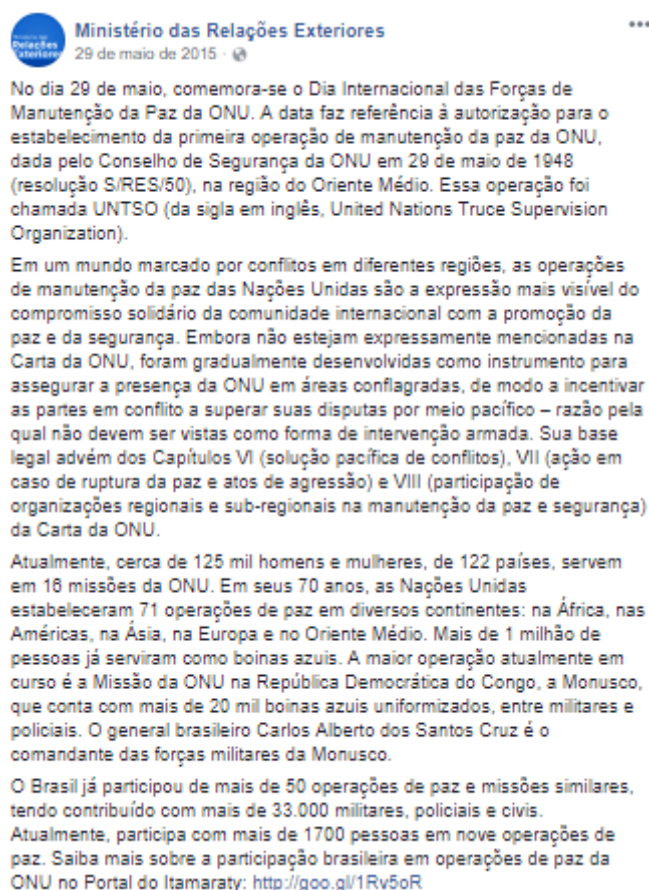 Ministério das Relações Exteriores
29 de maio de 2015 ·
Relações
Exteriores
No dia 29 de maio, comemora-se o Dia Internacional das Forças de
Manutenção da Paz da ONU. A data faz referência à autorização para o
estabelecimento da primeira operação de manutenção da paz da ONU,
dada pelo Conselho de Segurança da ONU em 29 de maio de 1948
(resolução S/RES/50), na região do Oriente Médio. Essa operação foi
chamada UNTSO (da sigla em inglês, United Nations Truce Supervision
Organization).
Em um mundo marcado por conflitos em diferentes regiões, as operações
de manutenção da paz das Nações Unidas são a expressão mais visível do
compromisso solidário da comunidade internacional com a promoção da
paz e da segurança. Embora não estejam expressamente mencionadas na
Carta da ONU, foram gradualmente desenvolvidas como instrumento para
assegurar a presença da ONU em áreas conflagradas, de modo a incentivar
as partes em conflito a superar suas disputas por meio pacífico – razão pela
qual não devem ser vistas como forma de intervenção armada. Sua base
legal advém dos Capítulos VI (solução pacífica de conflitos), VII (ação em
caso de ruptura da paz e atos de agressão) e VIII (participação de
organizações regionais e sub-regionais na manutenção da paz e segurança)
da Carta da ONU.
Atualmente, cerca de 125 mil homens e mulheres, de 122 países, servem
em 16 missões da ONU. Em seus 70 anos, as Nações Unidas
estabeleceram 71 operações de paz em diversos continentes: na África, nas
Américas, na Ásia, na Europa e no Oriente Médio. Mais de 1 milhão de
pessoas já serviram como boinas azuis. A maior operação atualmente em
curso é a Missão da ONU na República Democrática do Congo, a Monusco,
que conta com mais de 20 mil boinas azuis uniformizados, entre militares e
policiais. O general brasileiro Carlos Alberto dos Santos Cruz é o
comandante das forças militares da Monusco.
O Brasil já participou de mais de 50 operações de paz e missões similares,
tendo contribuído com mais de 33.000 militares, policiais e civis.
Atualmente, participa com mais de 1700 pessoas em nove operações de
paz. Saiba mais sobre a participação brasileira em operações de paz da
ONU no Portal do Itamaraty: http://goo.gl/1Rv5oR